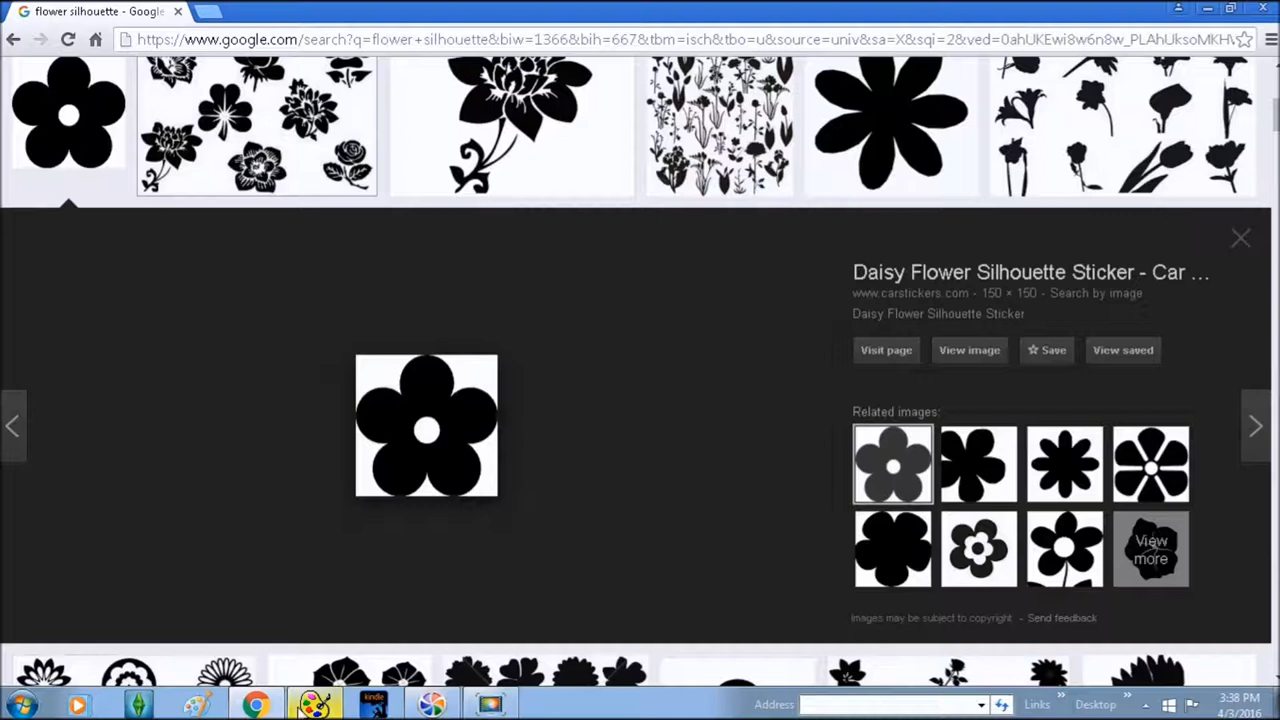 flower silhouette - Google
https://www.google.com/search?q=flower+silhouette&biw=1366&bih=667&tbm=isch&tbo=u&source=univ&sa=X&sqi=2&ved=0ahUKEwi8w6n8w_PLAhUksoMKH
Daisy Flower Silhouette Sticker - Car ...
www.carstickers.com - 150 × 150 - Search by image
Daisy Flower Silhouette Sticker
Visit page
View image
Save
View saved
Related images:
View more
Images may be subject to copyright. - Send feedback
kindle
Address
Links
»
Desktop
»
3:38 PM
4/3/2016